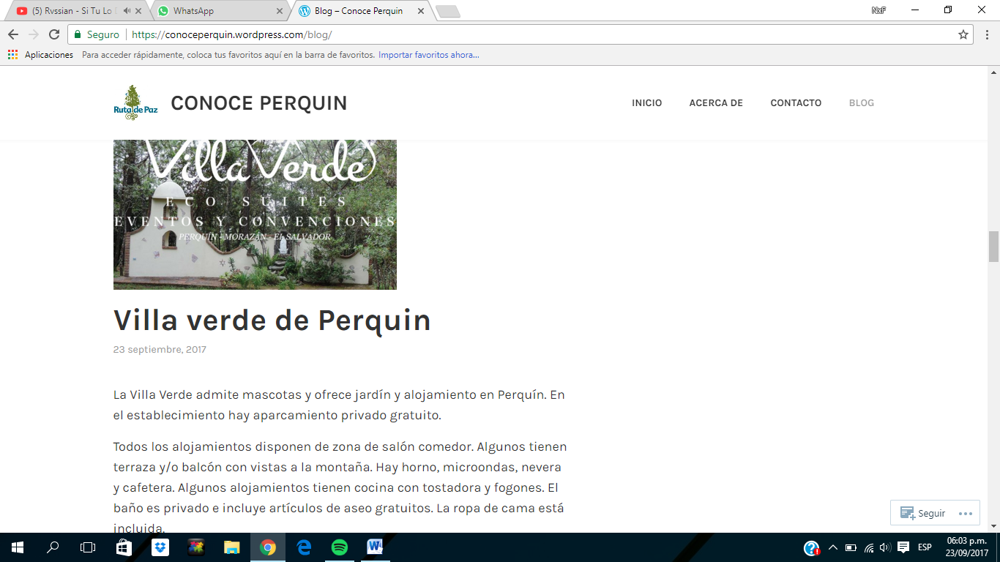 (5) Rvssian - Si Tu Lo
WhatsApp
Blog – Conoce Perquin
NxF
Seguro
https://conoceperquin.wordpress.com/blog/
Aplicaciones
Para acceder rápidamente, coloca tus favoritos aquí en la barra de favoritos. Importar favoritos ahora...
Ruta de Paz
CONOCE PERQUIN
INICIO
ACERCA DE
CONTACTO
BLOG
Villa Verde
ECO SUITES
EVENTOS Y CONVENCIONES
PERQUÍN - MORAZÁN - EL SALVADOR
Villa verde de Perquin
23 septiembre, 2017
La Villa Verde admite mascotas y ofrece jardín y alojamiento en Perquín. En
el establecimiento hay aparcamiento privado gratuito.
Todos los alojamientos disponen de zona de salón comedor. Algunos tienen
terraza y/o balcón con vistas a la montaña. Hay horno, microondas, nevera
y cafetera. Algunos alojamientos tienen cocina con tostadora y fogones. El
baño es privado e incluye artículos de aseo gratuitos. La ropa de cama está
incluida.
Seguir
ESP
06:03 p.m.
23/09/2017